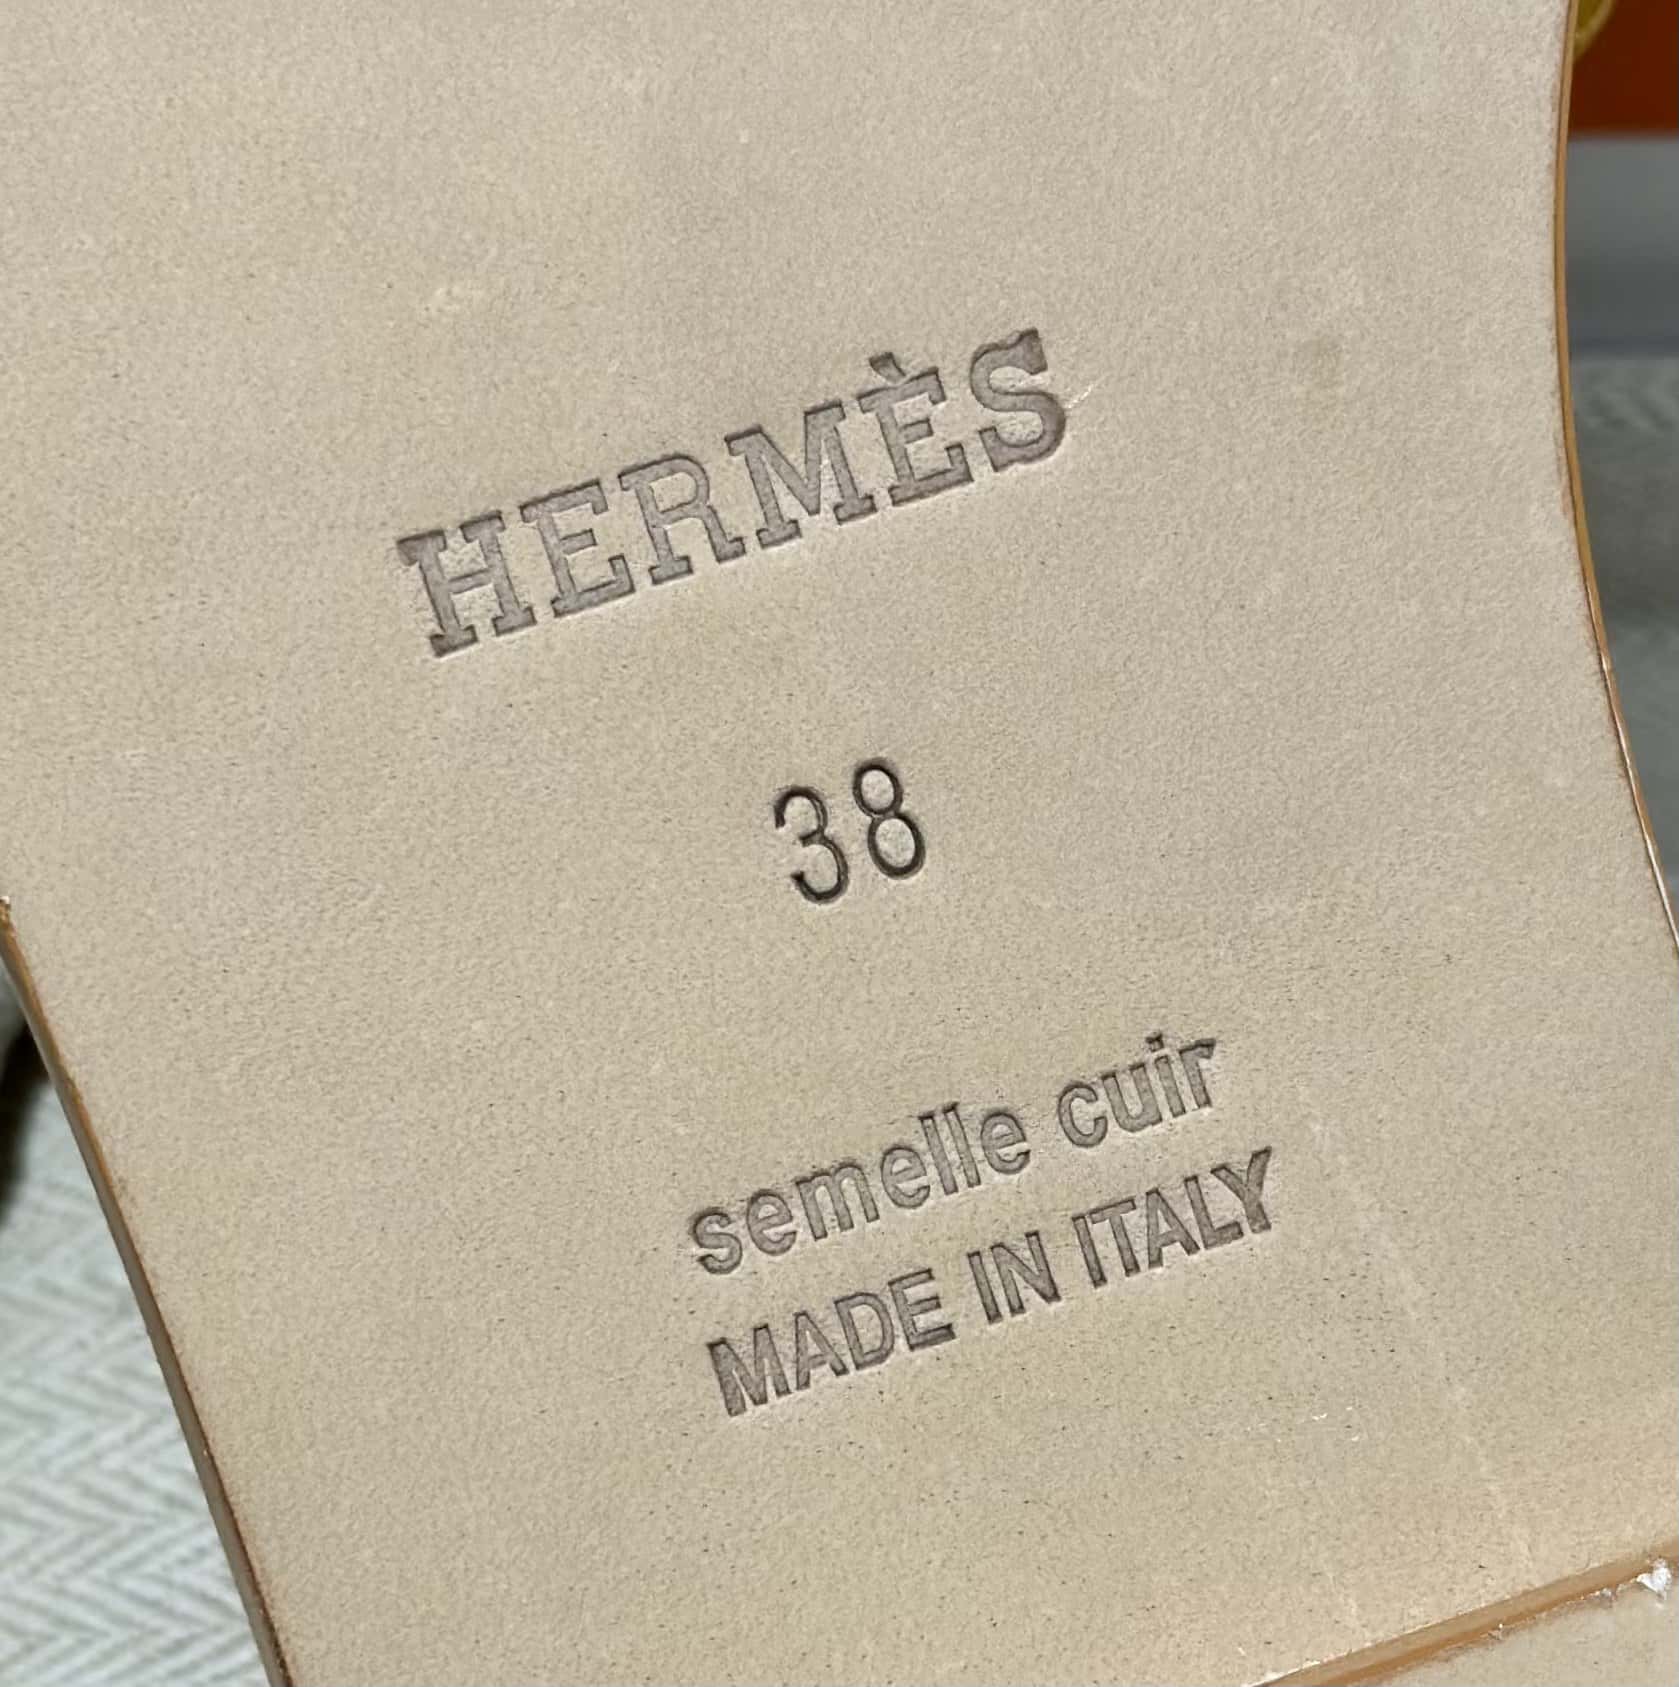 HERMÈS
38
semelle cuir
MADE IN ITALY